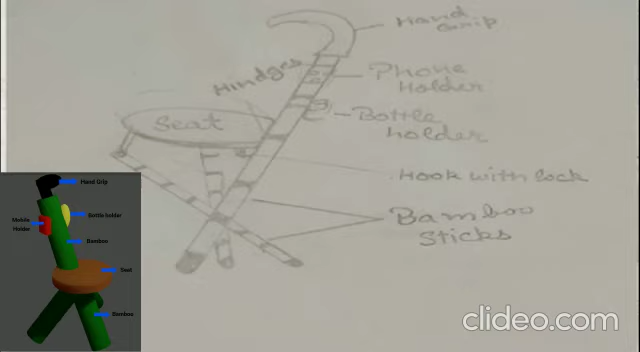 Hand
Grip
Hindges
Phone
Holder
Seat
Bottle
holder
Hook with lock
Bamboo
Sticks
Hand Grip
Mobile
Holder
Bottle holder
Bamboo
Seat
Bamboo
clideo.com